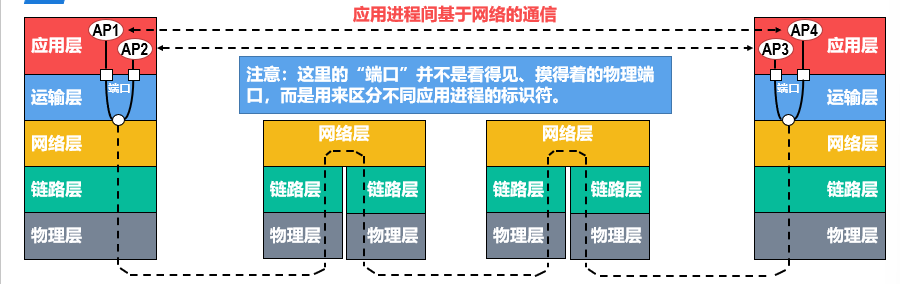 应用进程间基于网络的通信
应用层
AP1
AP2
AP4
AP3
应用层
注意：这里的“端口”并不是看得见、摸得着的物理端
口，而是用来区分不同应用进程的标识符。
运输层
端口
端口
运输层
网络层
网络层
网络层
网络层
链路层
链路层
链路层
链路层
链路层
链路层
物理层
物理层
物理层
物理层
物理层
物理层